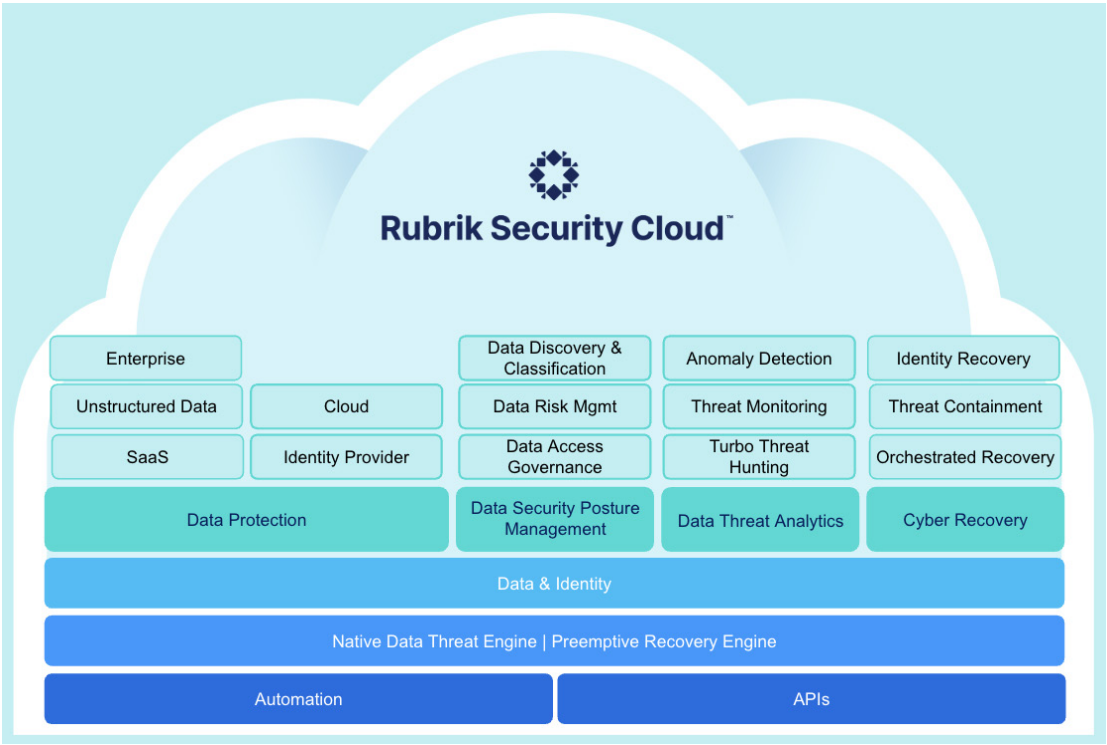 Rubrik Security Cloud™
Enterprise
Data Discovery &
Classification
Anomaly Detection
Identity Recovery
Unstructured Data
Cloud
Data Risk Mgmt
Threat Monitoring
Threat Containment
SaaS
Identity Provider
Data Access
Governance
Turbo Threat
Hunting
Orchestrated Recovery
Data Protection
Data Security Posture
Management
Data Threat Analytics
Cyber Recovery
Data & Identity
Native Data Threat Engine | Preemptive Recovery Engine
Automation
APIs